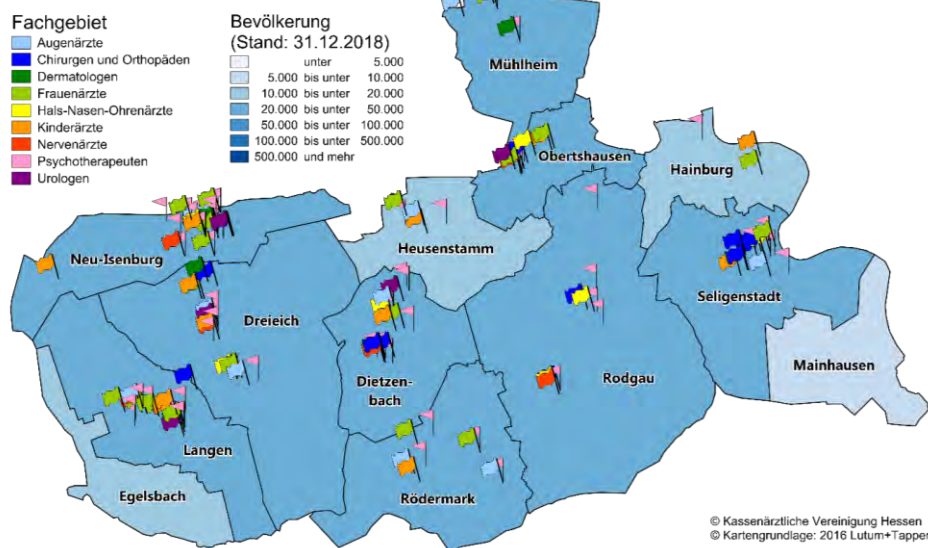 Fachgebiet
Augenärzte
Chirurgen und Orthopäden
Dermatologen
Frauenärzte
Hals-Nasen-Ohrenärzte
Kinderärzte
Nervenärzte
Psychotherapeuten
Urologen
Bevölkerung
(Stand: 31.12.2018)
unter 5.000
5.000 bis unter 10.000
10.000 bis unter 20.000
20.000 bis unter 50.000
50.000 bis unter 100.000
100.000 bis unter 500.000
500.000 und mehr
Mühlheim
Obertshausen
Hainburg
Heusenstamm
Neu-Isenburg
Seligenstadt
Dreieich
Mainhausen
Dietzen-
bach
Rodgau
Langen
Egelsbach
Rödermark
© Kassenärztliche Vereinigung Hessen
© Kartengrundlage: 2016 Lutum+Tappert